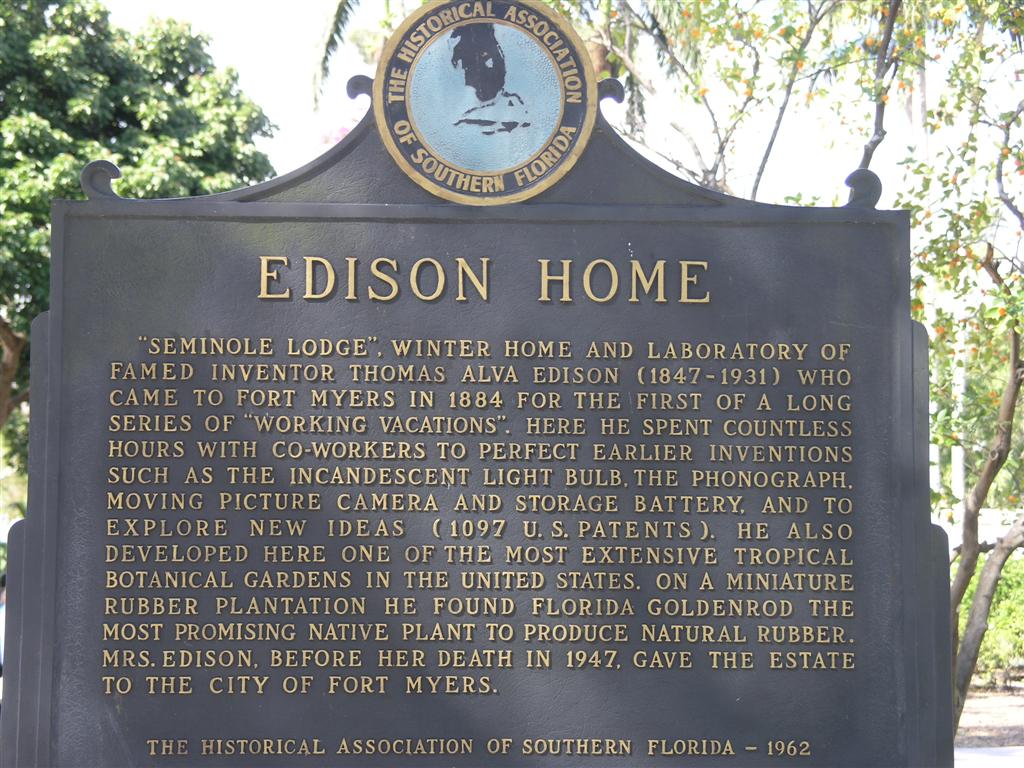 THE HISTORICAL ASSOCIATION
OF SOUTHERN FLORIDA
EDISON HOME
"SEMINOLE LODGE", WINTER HOME AND LABORATORY OF
FAMED INVENTOR THOMAS ALVA EDISON (1847-1931) WHO
CAME TO FORT MYERS IN 1884 FOR THE FIRST OF A LONG
SERIES OF "WORKING VACATIONS". HERE HE SPENT COUNTLESS
HOURS WITH CO-WORKERS TO PERFECT EARLIER INVENTIONS
SUCH AS THE INCANDESCENT LIGHT BULB, THE PHONOGRAPH,
MOVING PICTURE CAMERA AND STORAGE BATTERY, AND TO
EXPLORE NEW IDEAS (1097 U.S. PATENTS). HE ALSO
DEVELOPED HERE ONE OF THE MOST EXTENSIVE TROPICAL
BOTANICAL GARDENS IN THE UNITED STATES. ON A MINIATURE
RUBBER PLANTATION HE FOUND FLORIDA GOLDENROD THE
MOST PROMISING NATIVE PLANT TO PRODUCE NATURAL RUBBER.
MRS. EDISON, BEFORE HER DEATH IN 1947, GAVE THE ESTATE
TO THE CITY OF FORT MYERS.
THE HISTORICAL ASSOCIATION OF SOUTHERN FLORIDA - 1962